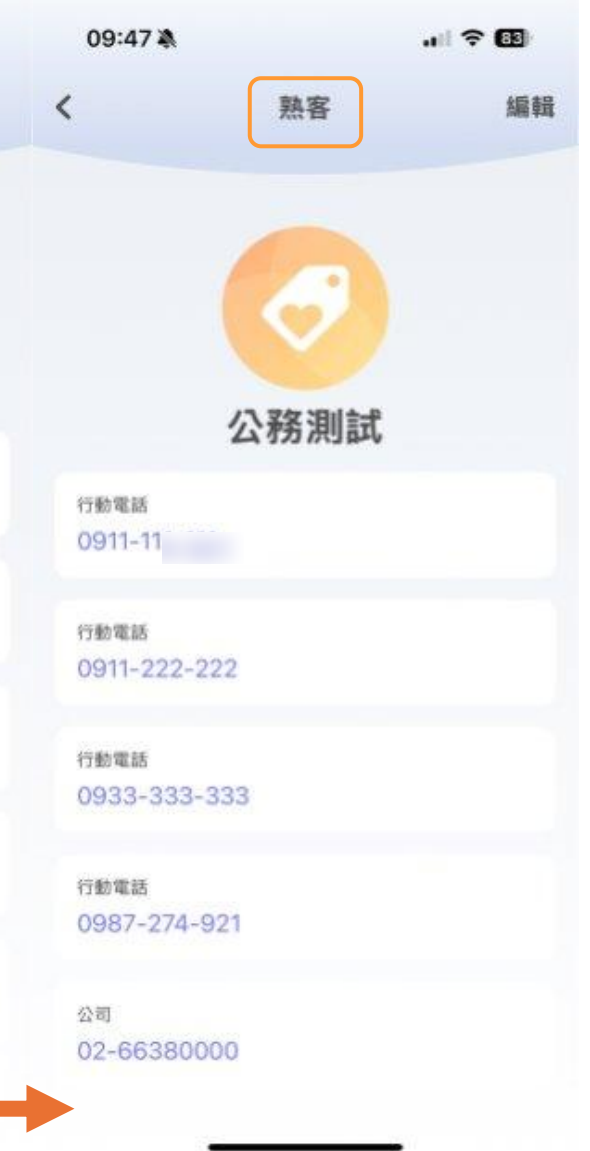 09:47
83
熟客
編輯
公務測試
行動電話
0911-11
行動電話
0911-222-222
行動電話
0933-333-333
行動電話
0987-274-921
公司
02-66380000